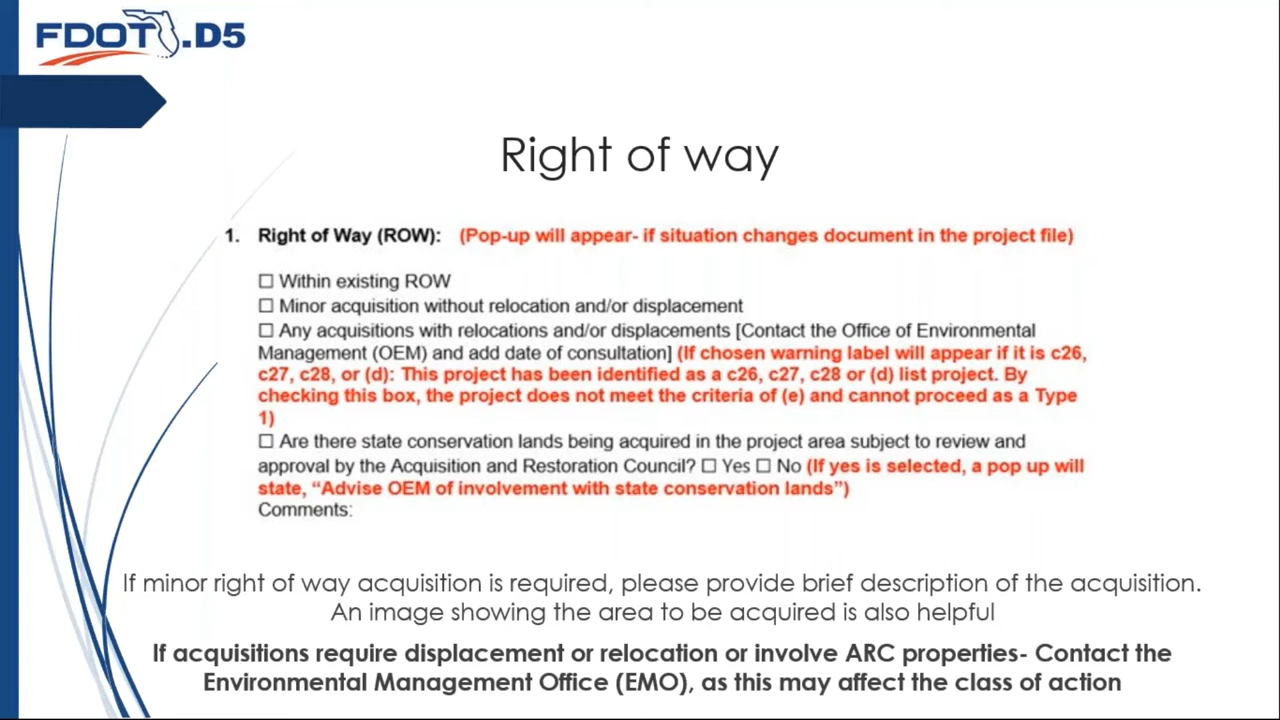 FDOT.D5
Right of way
1. Right of Way (ROW): (Pop-up will appear- if situation changes document in the project file)
☐ Within existing ROW
☐ Minor acquisition without relocation and/or displacement
☐ Any acquisitions with relocations and/or displacements [Contact the Office of Environmental
Management (OEM) and add date of consultation] (If chosen warning label will appear if it is c26,
c27, c28, or (d): This project has been identified as a c26, c27, c28 or (d) list project. By
checking this box, the project does not meet the criteria of (e) and cannot proceed as a Type
1)
☐ Are there state conservation lands being acquired in the project area subject to review and
approval by the Acquisition and Restoration Council? ☐ Yes ☐ No (If yes is selected, a pop up will
state, “Advise OEM of involvement with state conservation lands”)
Comments:
If minor right of way acquisition is required, please provide brief description of the acquisition.
An image showing the area to be acquired is also helpful
If acquisitions require displacement or relocation or involve ARC properties- Contact the
Environmental Management Office (EMO), as this may affect the class of action